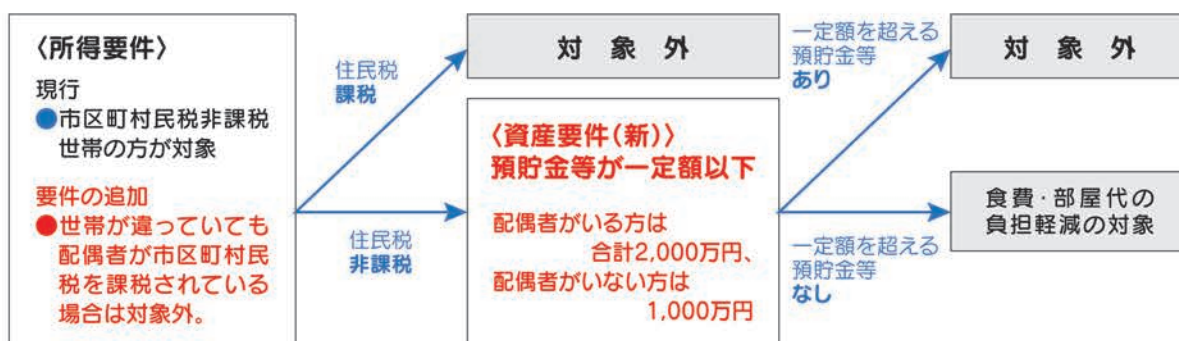 〈所得要件〉
現行
●市区町村民税非課税
世帯の方が対象
要件の追加
●世帯が違っていても
配偶者が市区町村民
税を課税されている
場合は対象外。
住民税
課税
対象外
住民税
非課税
〈資産要件（新）〉
預貯金等が一定額以下
配偶者がいる方は
合計2,000万円、
配偶者がいない方は
1,000万円
一定額を超える
預貯金等
あり
対象外
一定額を超える
預貯金等
なし
食費・部屋代の
負担軽減の対象